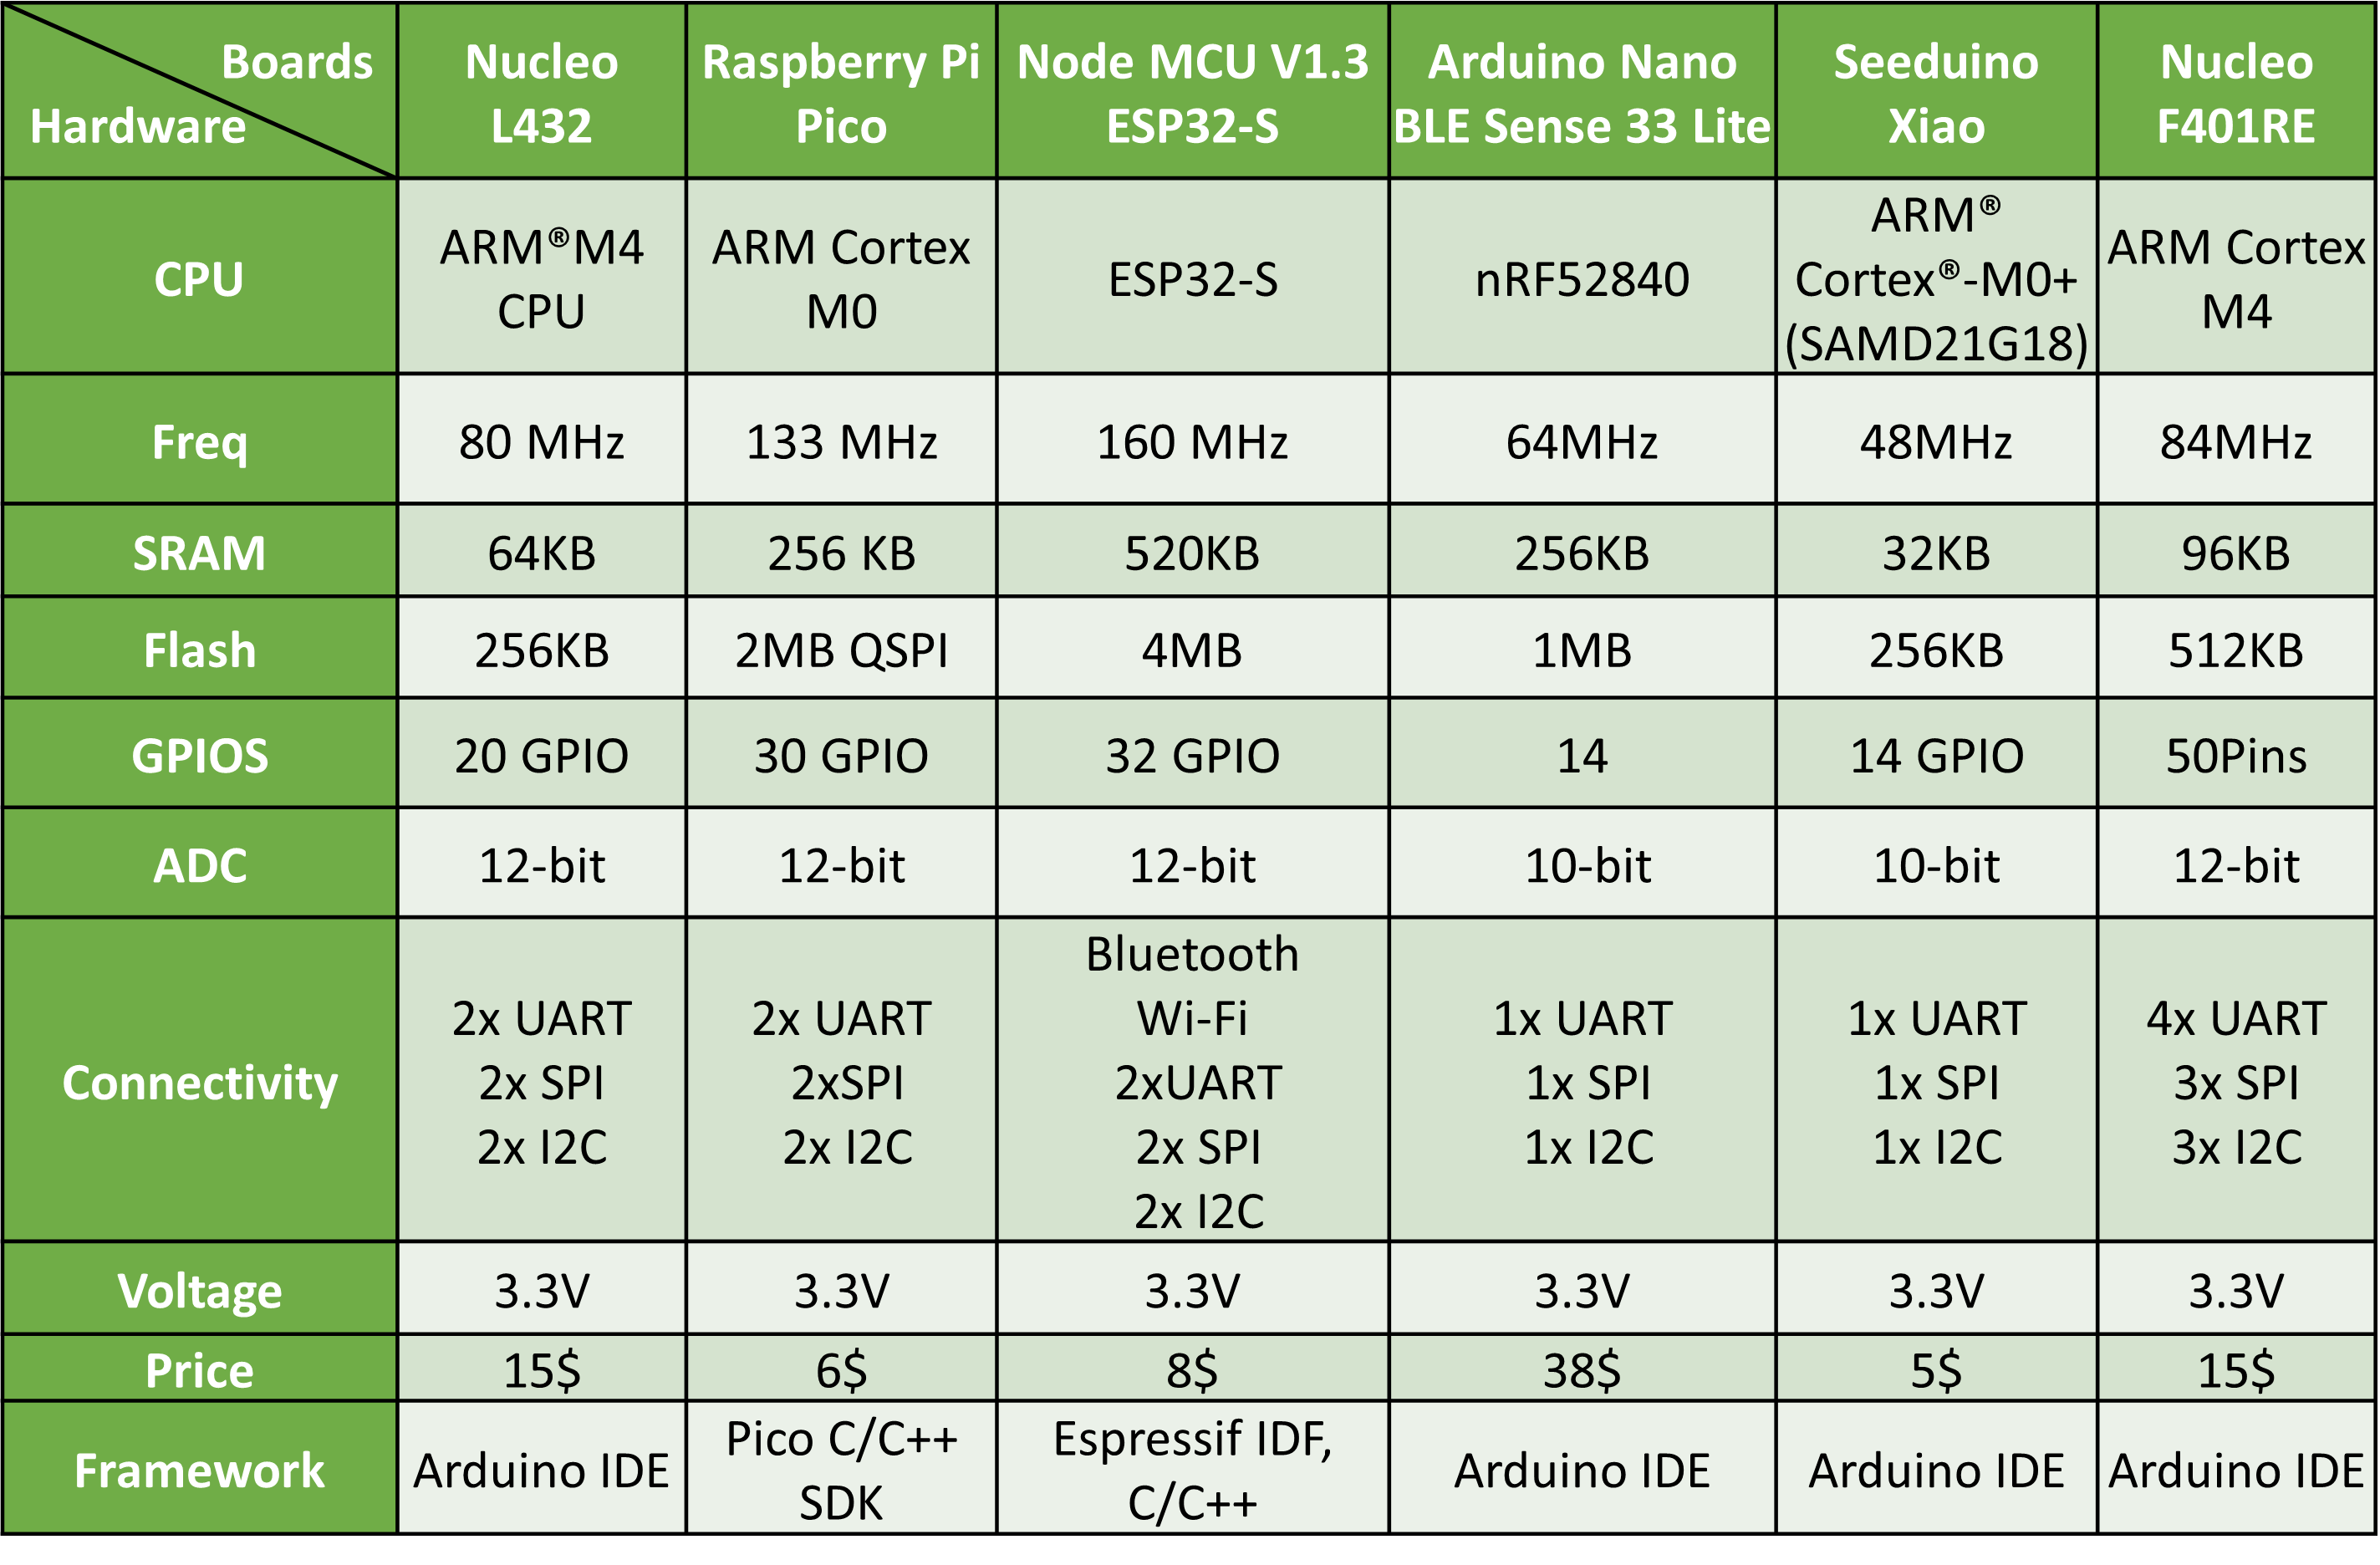 Boards
Hardware
Nucleo
L432
Raspberry Pi
Pico
Node MCU V1.3
ESP32-S
Arduino Nano
BLE Sense 33 Lite
Seeduino
Xiao
Nucleo
F401RE
CPU
ARM®M4
CPU
ARM Cortex
M0
ESP32-S
nRF52840
ARM®
Cortex®-M0+
(SAMD21G18)
ARM Cortex
M4
Freq
80 MHz
133 MHz
160 MHz
64MHz
48MHz
84MHz
SRAM
64KB
256 KB
520KB
256KB
32KB
96KB
Flash
256KB
2MB QSPI
4MB
1MB
256KB
512KB
GPIOS
20 GPIO
30 GPIO
32 GPIO
14
14 GPIO
50Pins
ADC
12-bit
12-bit
12-bit
10-bit
10-bit
12-bit
Connectivity
2x UART
2x SPI
2x I2C
2x UART
2xSPI
2x I2C
Bluetooth
Wi-Fi
2xUART
2x SPI
2x I2C
1x UART
1x SPI
1x I2C
1x UART
1x SPI
1x I2C
4x UART
3x SPI
3x I2C
Voltage
3.3V
3.3V
3.3V
3.3V
3.3V
3.3V
Price
15$
6$
8$
38$
5$
15$
Framework
Arduino IDE
Pico C/C++
SDK
Espressif IDF,
C/C++
Arduino IDE
Arduino IDE
Arduino IDE